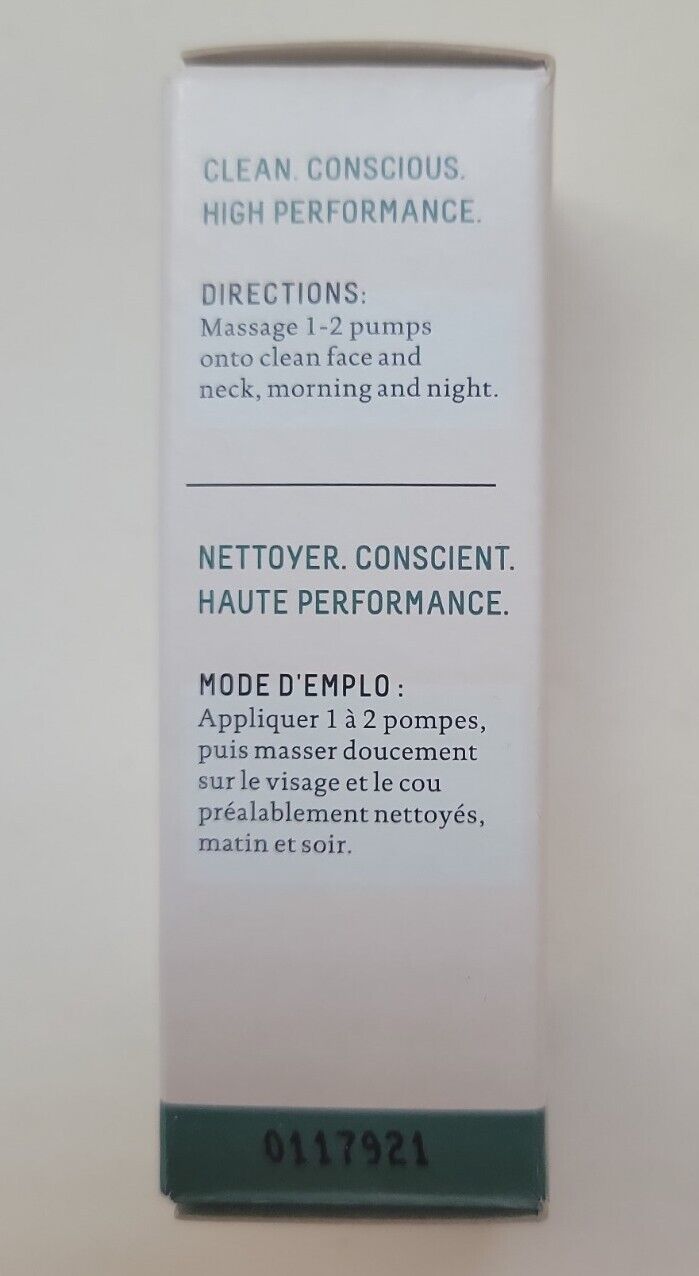 CLEAN. CONSCIOUS.
HIGH PERFORMANCE.
DIRECTIONS:
Massage 1-2 pumps
onto clean face and
neck, morning and night.
NETTOYER. CONSCIENT.
HAUTE PERFORMANCE.
MODE D'EMPLO :
Appliquer 1 à 2 pompes,
puis masser doucement
sur le visage et le cou
préalablement nettoyés,
matin et soir.
0117921